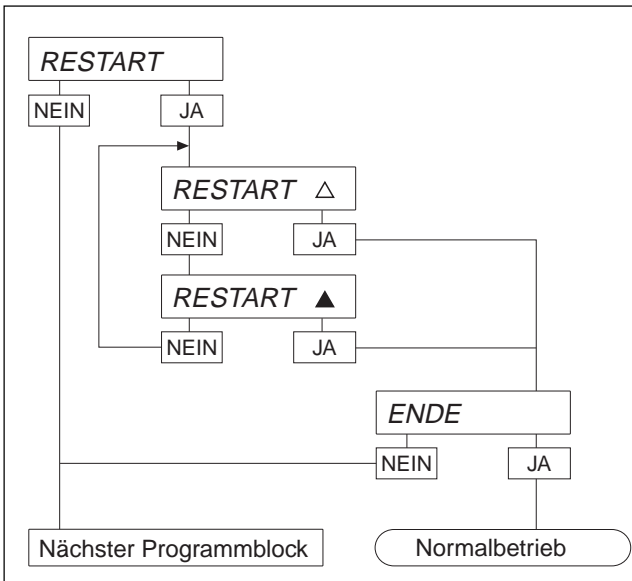 RESTART
NEIN JA
RESTART △
NEIN JA
RESTART ▲
NEIN JA
ENDE
NEIN JA
Nächster Programmblock Normalbetrieb